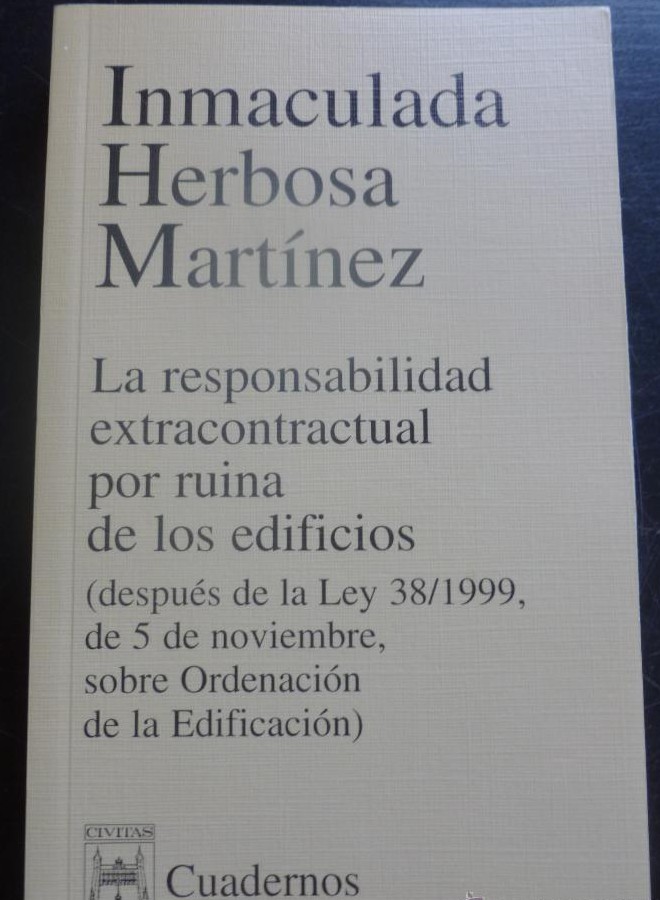 Inmaculada
Herbosa
Martínez
La responsabilidad
extracontractual
por ruina
de los edificios
(después de la Ley 38/1999,
de 5 de noviembre,
sobre Ordenación
de la Edificación)
CIVITAS
Cuadernos